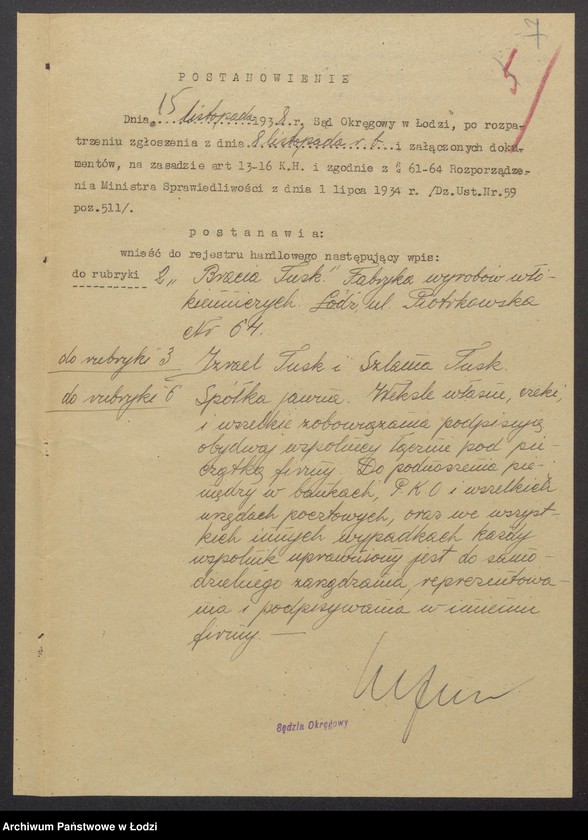 7
5
POSTANOWIENIE
Dnia 15 listopada 1938 r. Sąd Okręgowy w Łodzi, po rozpa-
trzeniu zgłoszenia z dnia 8 listopada r. b. i załączonych doku-
mentów, na zasadzie art 13-16 K.H. i zgodnie z § 61-64 Rozporządze-
nia Ministra Sprawiedliwości z dnia 1 lipca 1934 r. /Dz.Ust.Nr.59
poz.511/.
postanawia:
wnieść do rejestru handlowego następujący wpis:
do rubryki 2 „Bracia Tusk." Fabryka wyrobów włó-
kienniczych. Łódź, ul. Piotrkowska
Nr 64.
do rubryki 3 Izrael Tusk i Szlama Tusk.
do rubryki 6 Spółka jawna. Weksle własne, czeki,
i wszelkie zobowiązania podpisują
obydwaj wspólnicy łącznie pod pie-
czątką firmy. Do podnoszenia pie-
niędzy w bankach, P.K.O i wszelkich
urzędach pocztowych, oraz we wszyst-
kich innych wypadkach każdy
wspólnik uprawniony jest do samo-
dzielnego zarządzania, reprezentowa-
nia i podpisywania w imieniu
firmy. —
Sędzia Okręgowy
Archiwum Państwowe w Łodzi